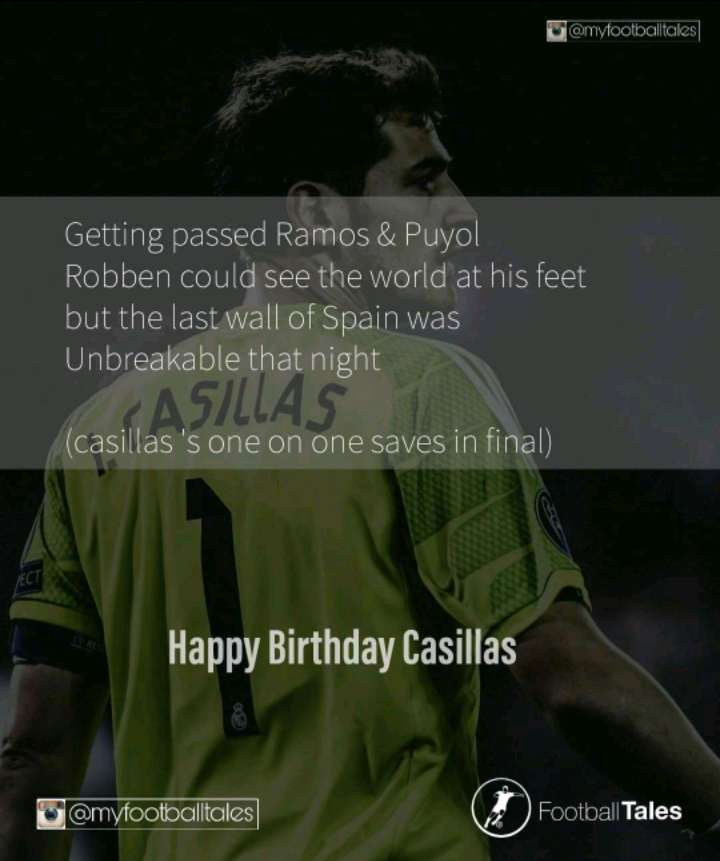 @myfootballtales
Getting passed Ramos & Puyol
Robben could see the world at his feet
but the last wall of Spain was
Unbreakable that night
I. CASILLAS
(casillas 's one on one saves in final)
1
ECT
Happy Birthday Casillas
@myfootballtales
Football Tales